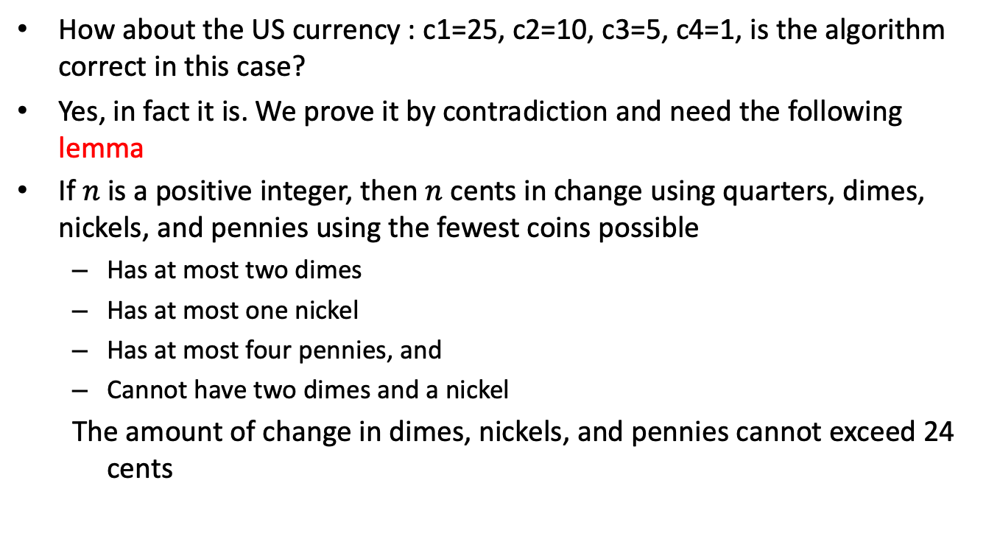 • How about the US currency : c1=25, c2=10, c3=5, c4=1, is the algorithm
correct in this case?
• Yes, in fact it is. We prove it by contradiction and need the following
lemma
• If n is a positive integer, then n cents in change using quarters, dimes,
nickels, and pennies using the fewest coins possible
– Has at most two dimes
– Has at most one nickel
– Has at most four pennies, and
– Cannot have two dimes and a nickel
The amount of change in dimes, nickels, and pennies cannot exceed 24
cents